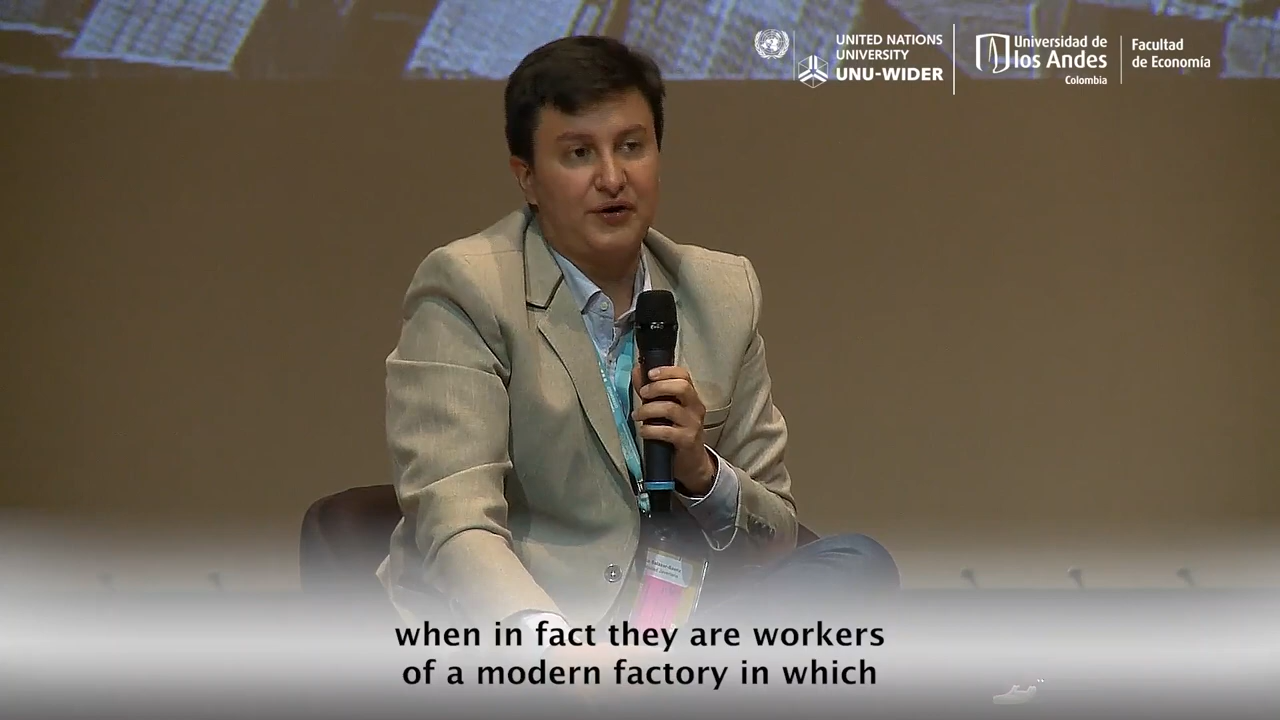 UNITED NATIONS
UNIVERSITY
UNU-WIDER
Universidad de
los Andes
Colombia
Facultad
de Economía
when in fact they are workers
of a modern factory in which